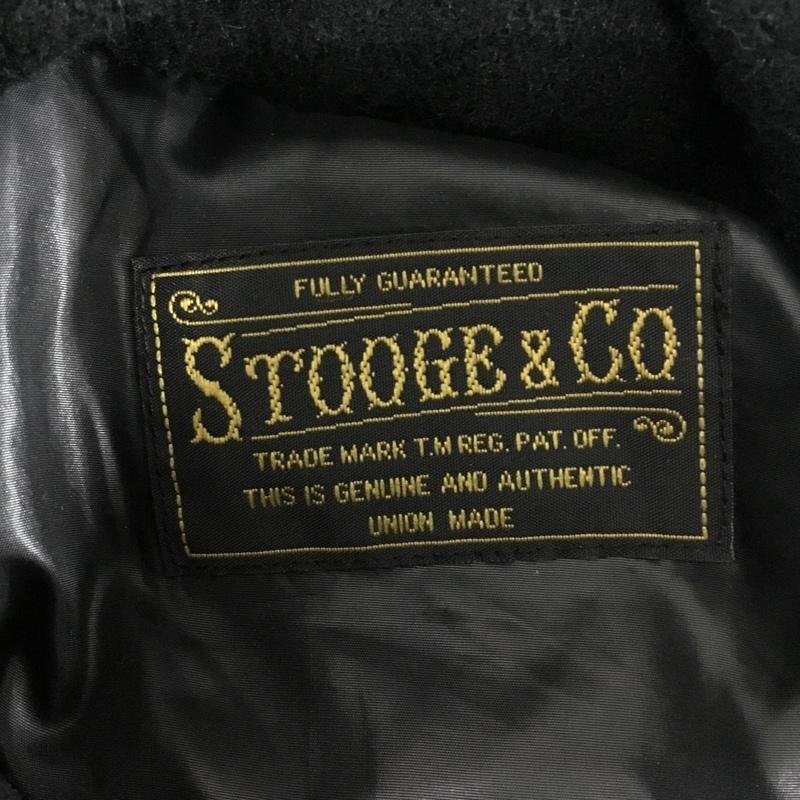 FULLY GUARANTEED
STOOGE & CO
TRADE MARK T.M REG. PAT. OFF.
THIS IS GENUINE AND AUTHENTIC
UNION MADE